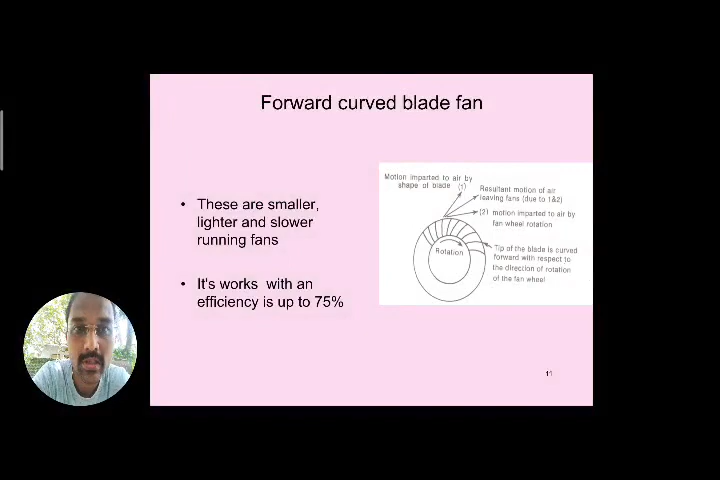 Forward curved blade fan
• These are smaller,
lighter and slower
running fans
• It's works with an
efficiency is up to 75%
Motion imparted to air by
shape of blade (1)
Resultant motion of air
leaving fans (due to 1&2)
(2) motion imparted to air by
fan wheel rotation
Rotation
Tip of the blade is curved
forward with respect to
the direction of rotation
of the fan wheel
11